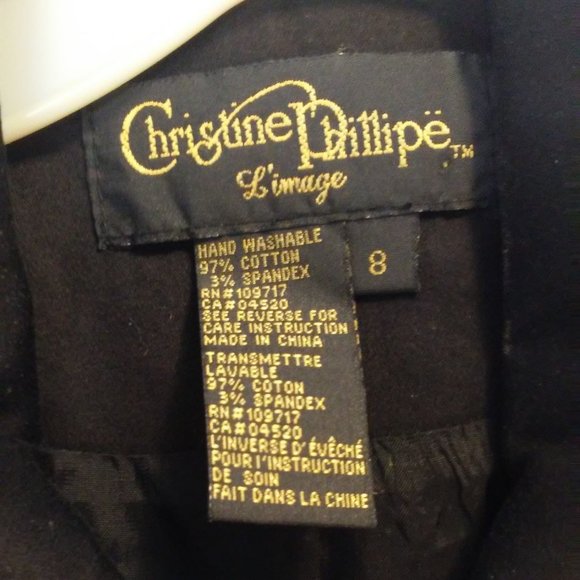 Christine Phillipë™
L'image
8
HAND WASHABLE
97% COTTON
3% SPANDEX
RN#109717
CA#04520
SEE REVERSE FOR
CARE INSTRUCTION
MADE IN CHINA
TRANSMETTRE
LAVABLE
97% COTON
3% SPANDEX
RN#109717
CA#04520
L'INVERSE D'ÉVÊCHÉ
POUR I'INSTRUCTION
DE SOIN
FAIT DANS LA CHINE